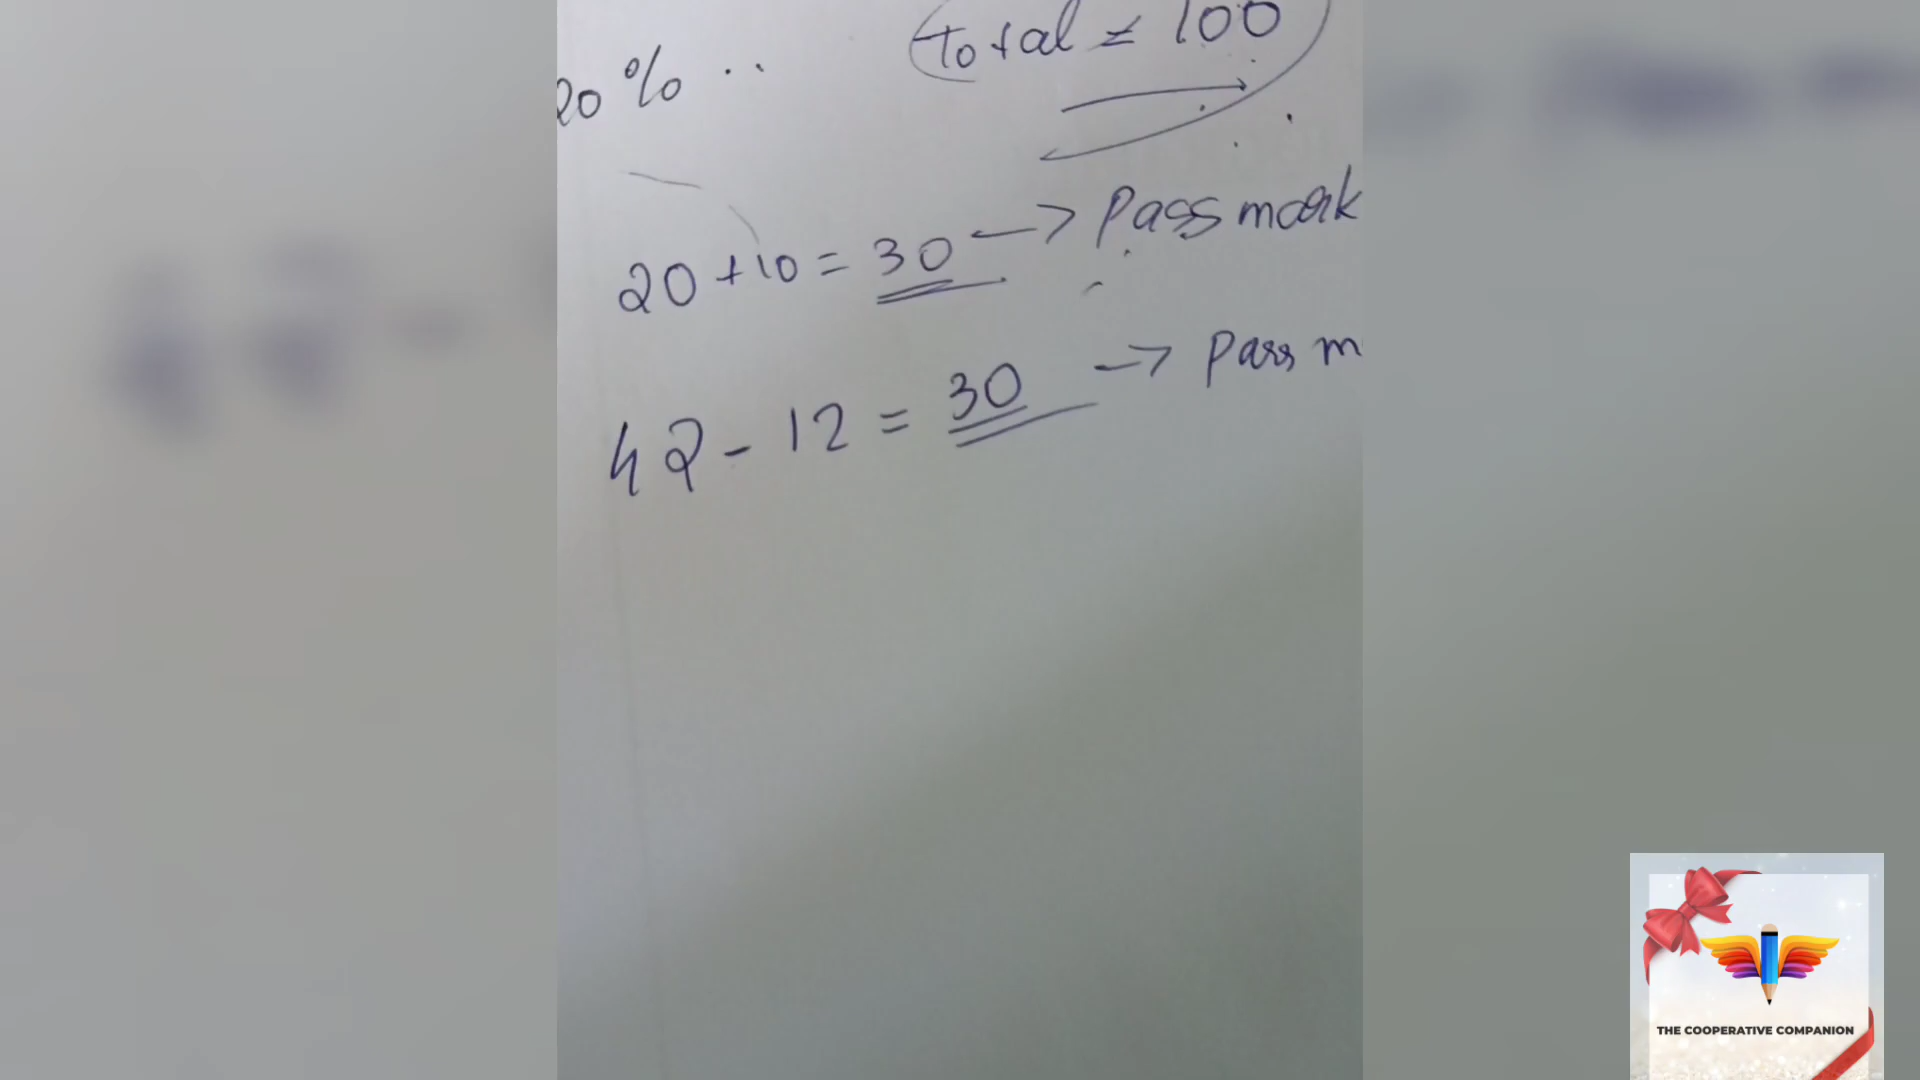 Total = 100
20% ..
20 + 10 = 30 → Pass mark
42 - 12 = 30 → Pass m
THE COOPERATIVE COMPANION